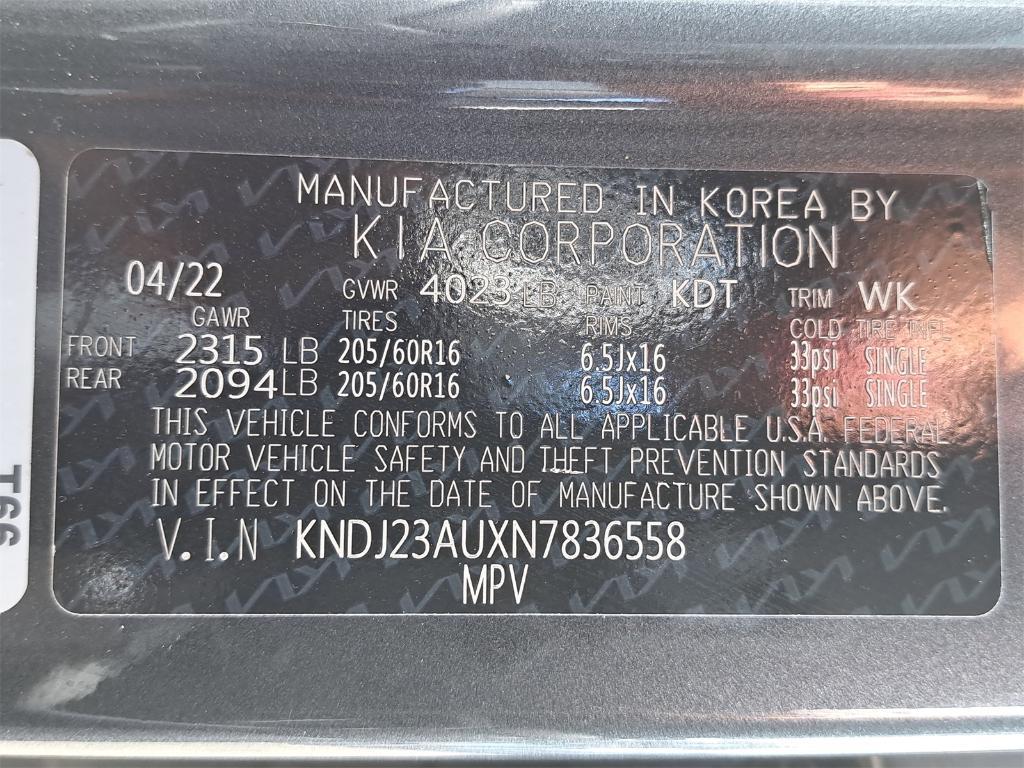 MANUFACTURED IN KOREA BY
KIA CORPORATION
04/22 GVWR 4023 LB PAINT KDT TRIM WK
GAWR TIRES RIMS COLD TIRE INFL
FRONT 2315 LB 205/60R16 6.5Jx16 33psi SINGLE
REAR 2094 LB 205/60R16 6.5Jx16 33psi SINGLE
THIS VEHICLE CONFORMS TO ALL APPLICABLE U.S.A. FEDERAL
MOTOR VEHICLE SAFETY AND THEFT PREVENTION STANDARDS
IN EFFECT ON THE DATE OF MANUFACTURE SHOWN ABOVE.
V.I.N KNDJ23AUXN7836558
MPV
T66